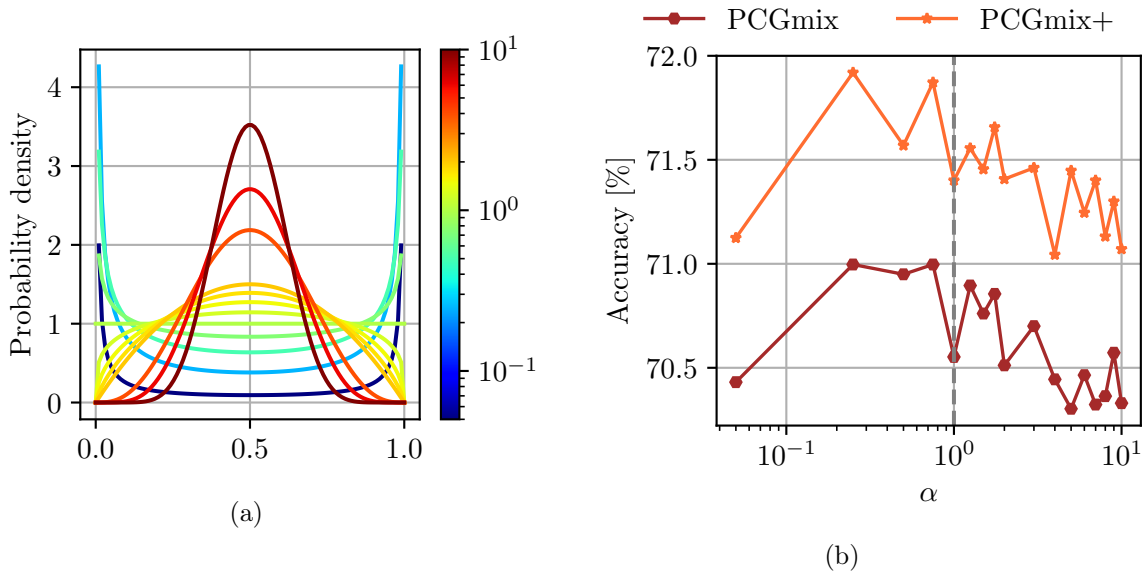 PCGmix
PCGmix+
Probability density
4
3
2
1
0
0.0
0.5
1.0
10^1
10^0
10^-1
(a)
Accuracy [%]
72.0
71.5
71.0
70.5
10^-1
10^0
10^1
α
(b)